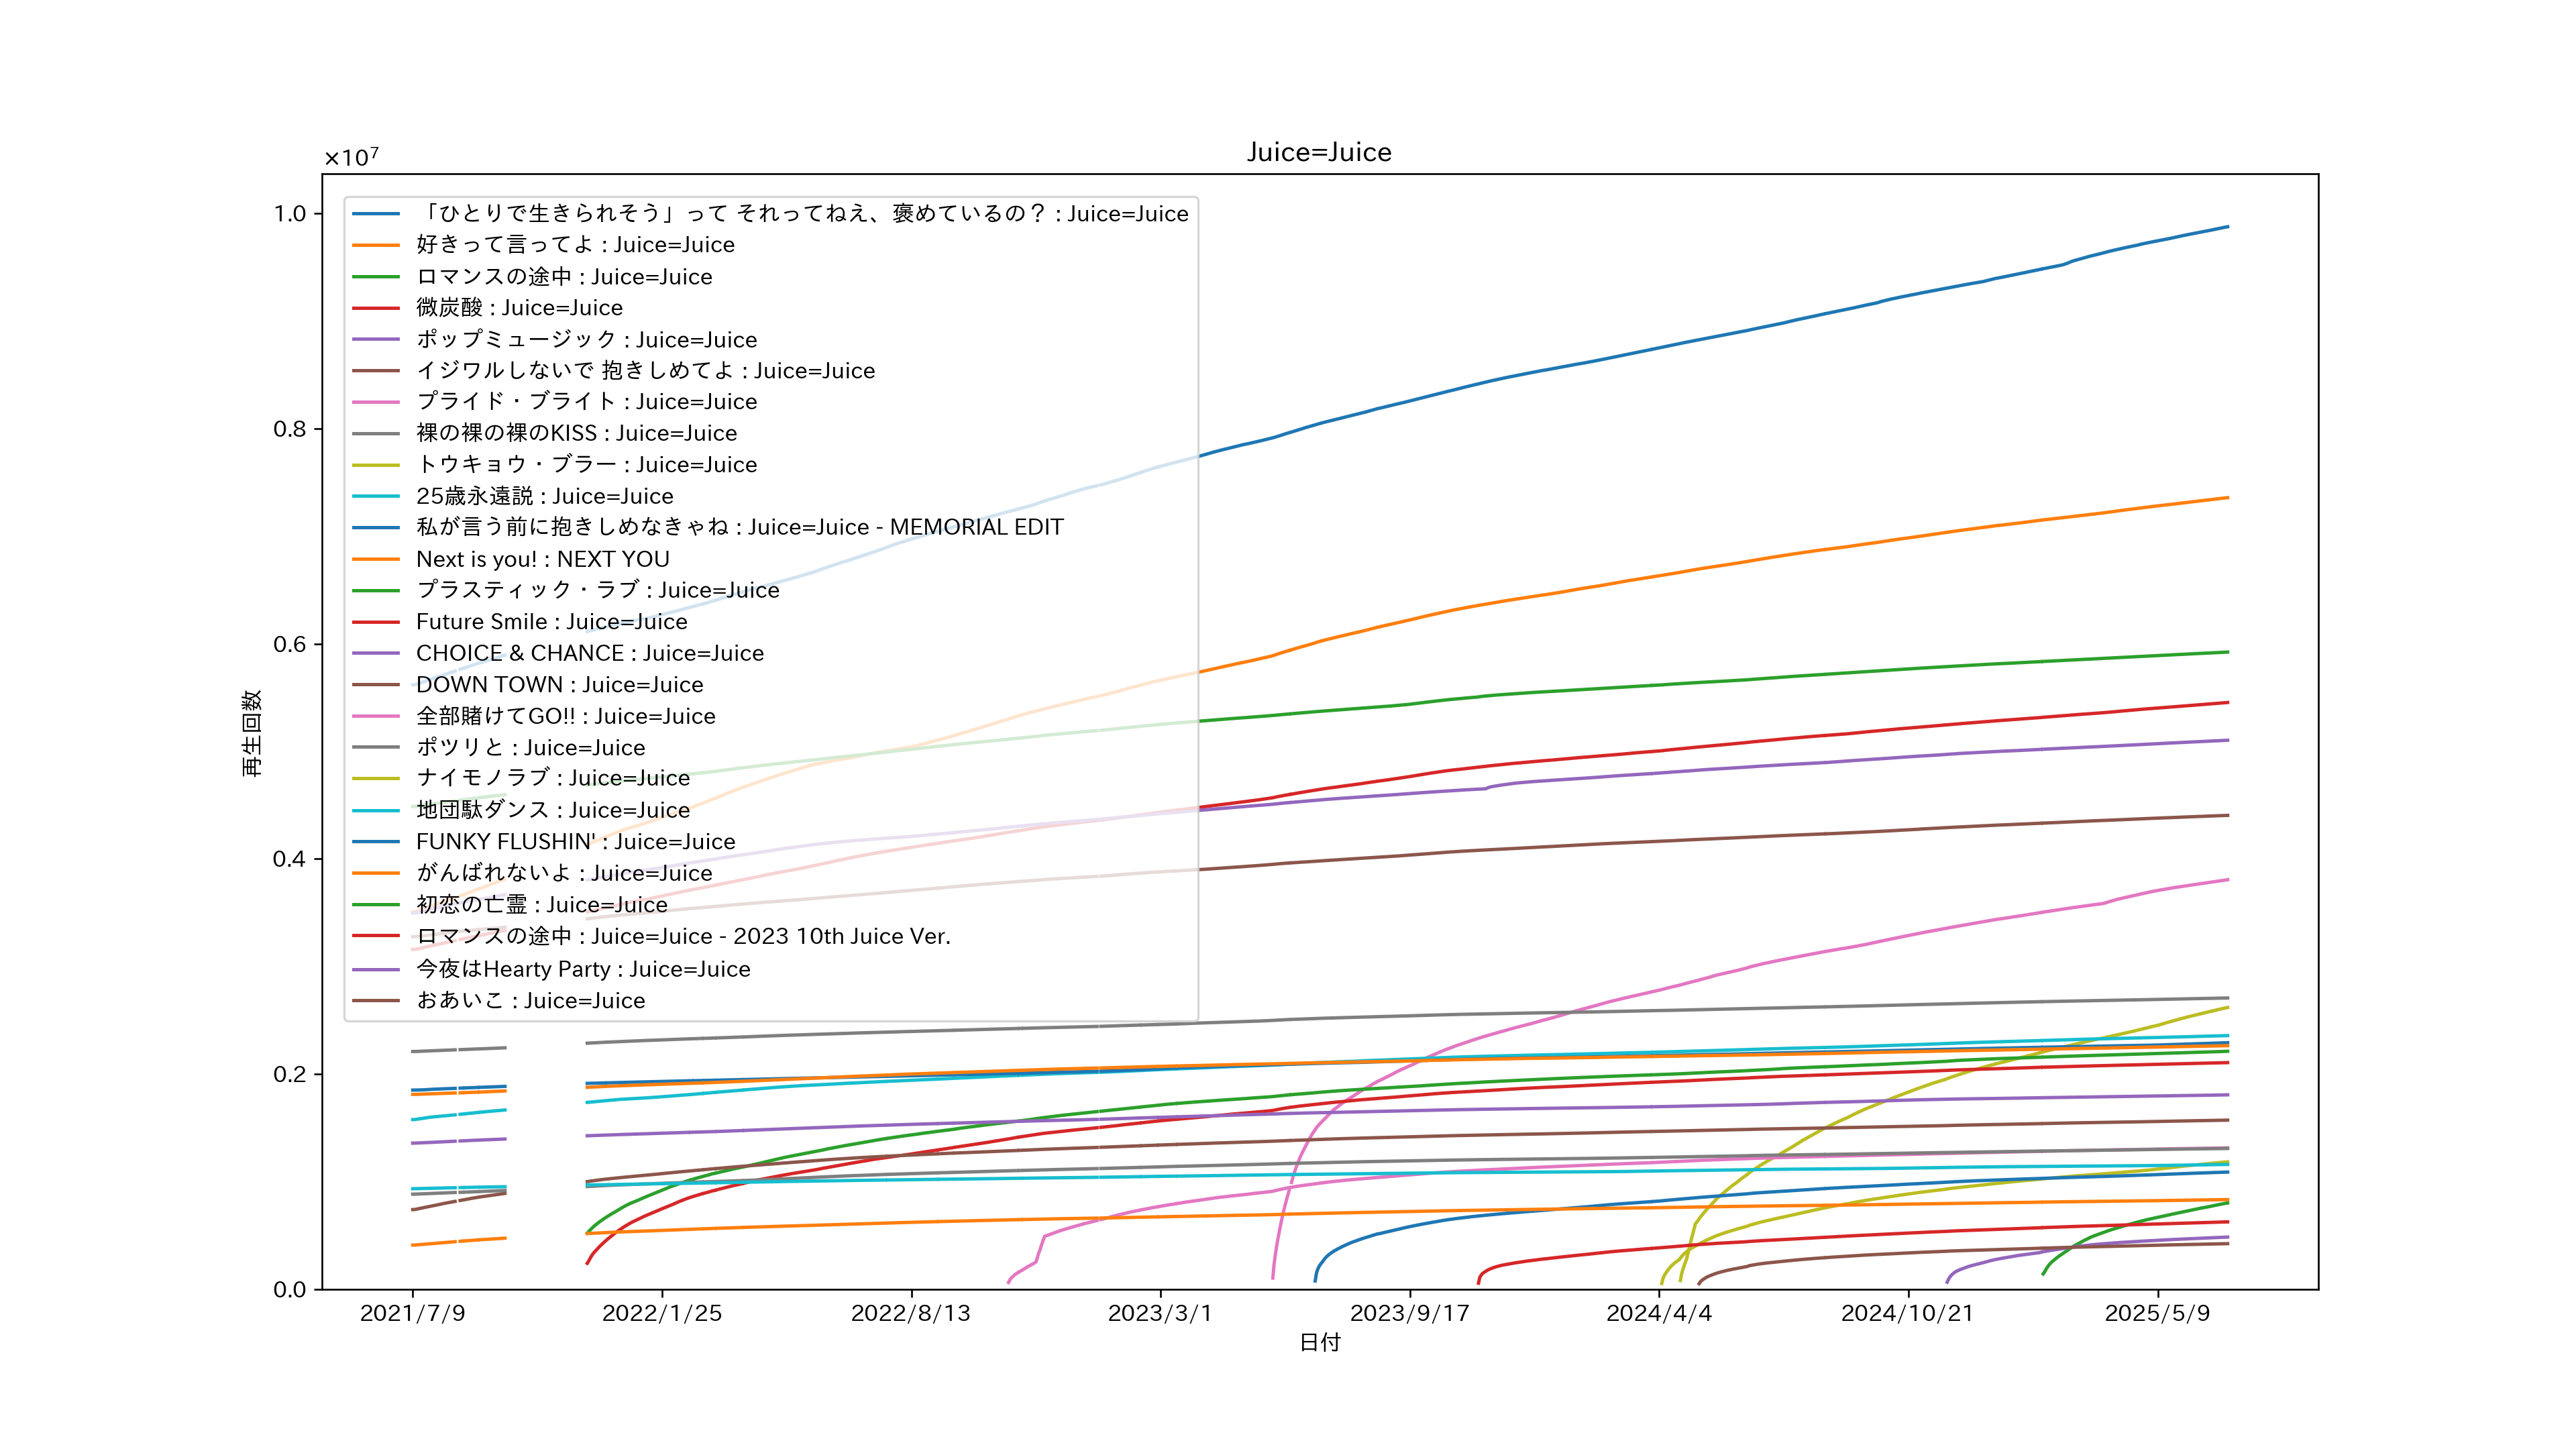 Juice=Juice
×10⁷
1.0
0.8
0.6
0.4
0.2
0.0
再生回数
「ひとりで生きられそう」って それってねえ、褒めているの? : Juice=Juice
好きって言ってよ : Juice=Juice
ロマンスの途中 : Juice=Juice
微炭酸 : Juice=Juice
ポップミュージック : Juice=Juice
イジワルしないで 抱きしめてよ : Juice=Juice
プライド・ブライト : Juice=Juice
裸の裸の裸のKISS : Juice=Juice
トウキョウ・ブラー : Juice=Juice
25歳永遠説 : Juice=Juice
私が言う前に抱きしめなきゃね : Juice=Juice - MEMORIAL EDIT
Next is you! : NEXT YOU
プラスティック・ラブ : Juice=Juice
Future Smile : Juice=Juice
CHOICE & CHANCE : Juice=Juice
DOWN TOWN : Juice=Juice
全部賭けてGO!! : Juice=Juice
ポツリと : Juice=Juice
ナイモノラブ : Juice=Juice
地団駄ダンス : Juice=Juice
FUNKY FLUSHIN' : Juice=Juice
がんばれないよ : Juice=Juice
初恋の亡霊 : Juice=Juice
ロマンスの途中 : Juice=Juice - 2023 10th Juice Ver.
今夜はHearty Party : Juice=Juice
おあいこ : Juice=Juice
2021/7/9 2022/1/25 2022/8/13 2023/3/1 2023/9/17 2024/4/4 2024/10/21 2025/5/9
日付